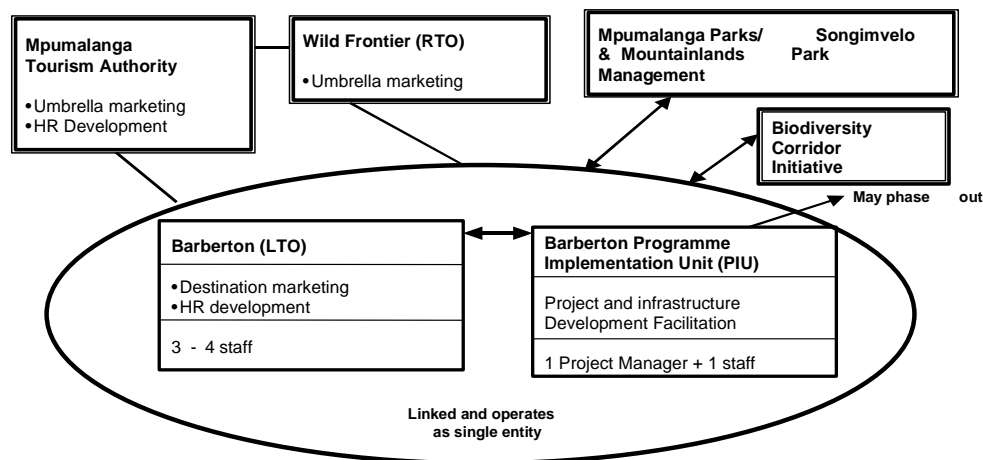 Mpumalanga
Tourism Authority
•Umbrella marketing
•HR Development
Wild Frontier (RTO)
•Umbrella marketing
Mpumalanga Parks/ Songimvelo
& Mountainlands Park
Management
Biodiversity
Corridor
Initiative
May phase out
Barberton (LTO)
•Destination marketing
•HR development
3 - 4 staff
Barberton Programme
Implementation Unit (PIU)
Project and infrastructure
Development Facilitation
1 Project Manager + 1 staff
Linked and operates
as single entity